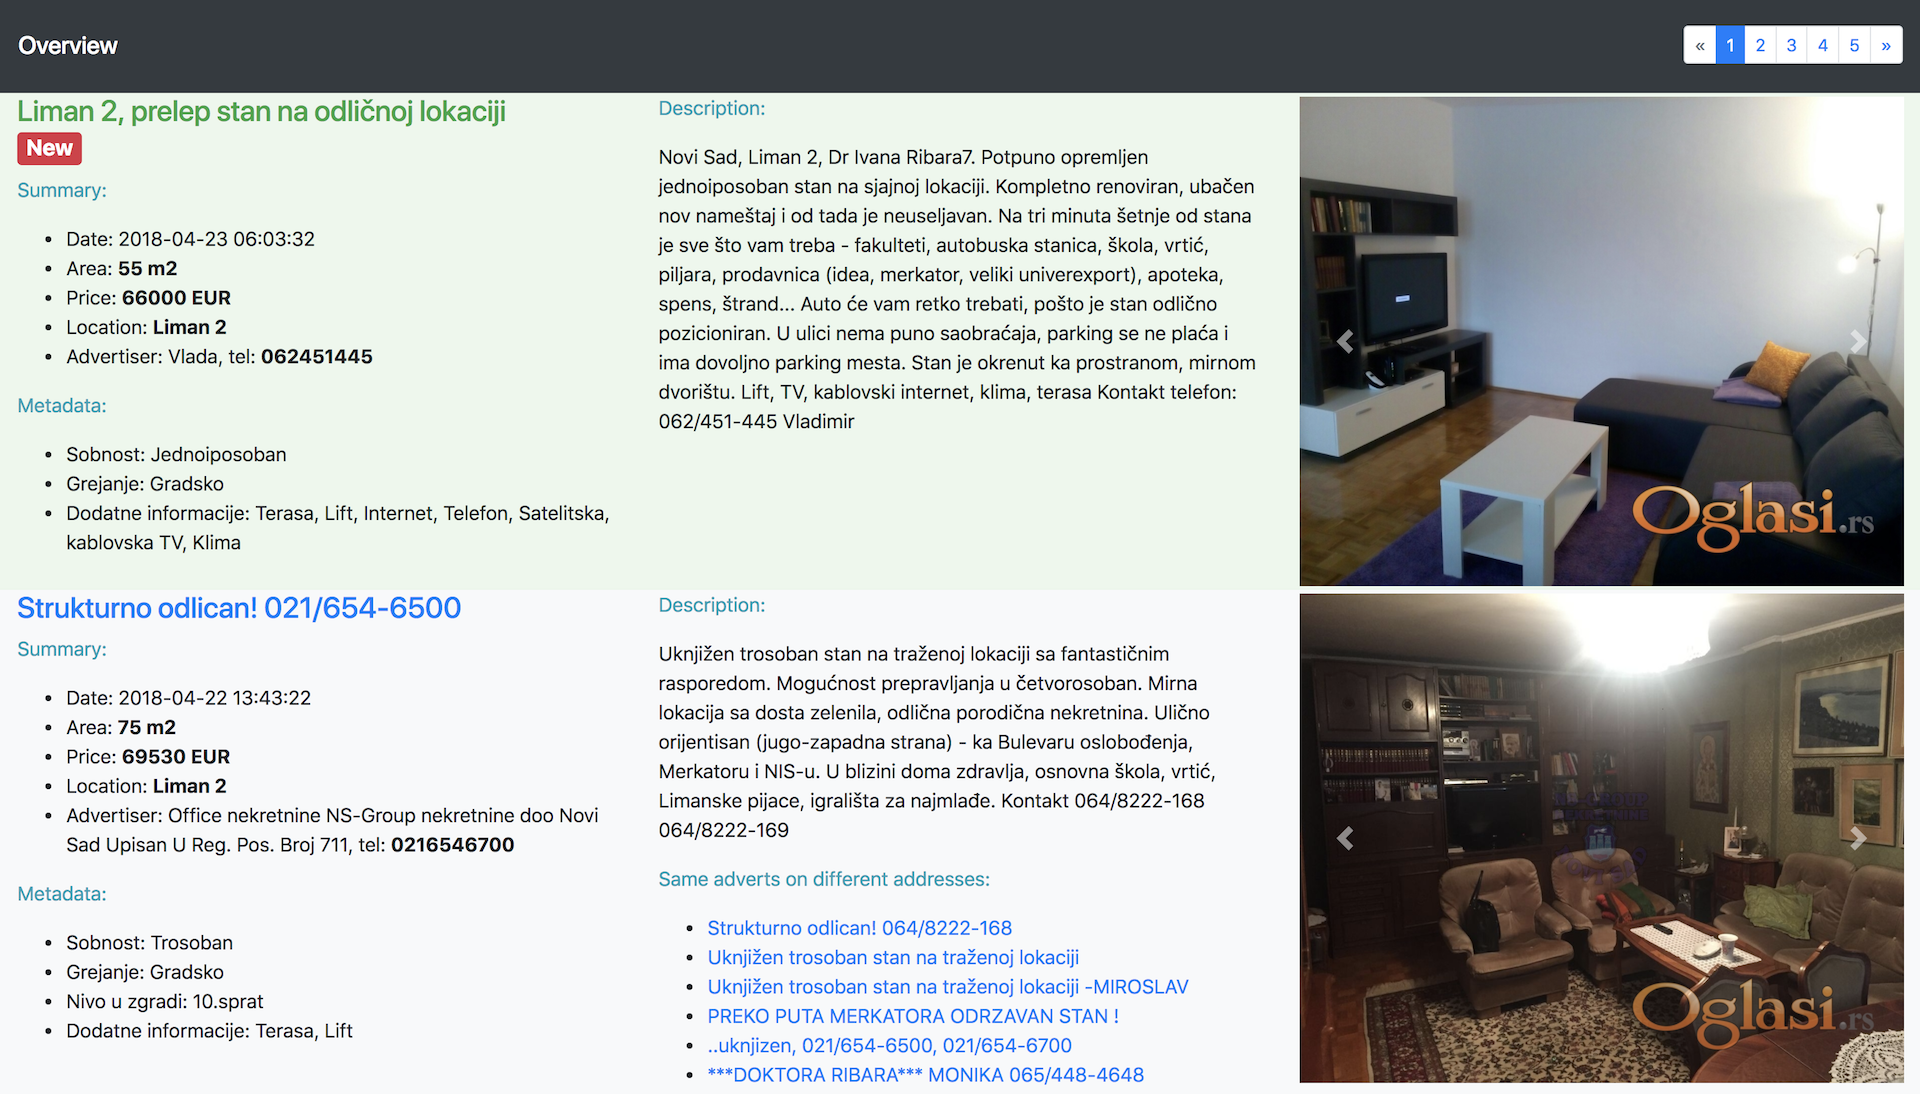 Overview
« 1 2 3 4 5 »
Liman 2, prelep stan na odličnoj lokaciji
New
Summary:
Date: 2018-04-23 06:03:32
Area: 55 m2
Price: 66000 EUR
Location: Liman 2
Advertiser: Vlada, tel: 062451445
Metadata:
Sobnost: Jednoiposoban
Grejanje: Gradsko
Dodatne informacije: Terasa, Lift, Internet, Telefon, Satelitska,
kablovska TV, Klima
Description:
Novi Sad, Liman 2, Dr Ivana Ribara7. Potpuno opremljen
jednoiposoban stan na sjajnoj lokaciji. Kompletno renoviran, ubačen
nov nameštaj i od tada je neuseljavan. Na tri minuta šetnje od stana
je sve što vam treba - fakulteti, autobuska stanica, škola, vrtić,
piljara, prodavnica (idea, merkator, veliki univerexport), apoteka,
spens, štrand... Auto će vam retko trebati, pošto je stan odlično
pozicioniran. U ulici nema puno saobraćaja, parking se ne plaća i
ima dovoljno parking mesta. Stan je okrenut ka prostranom, mirnom
dvorištu. Lift, TV, kablovski internet, klima, terasa Kontakt telefon:
062/451-445 Vladimir
Oglasi.rs
Strukturno odlican! 021/654-6500
Summary:
Date: 2018-04-22 13:43:22
Area: 75 m2
Price: 69530 EUR
Location: Liman 2
Advertiser: Office nekretnine NS-Group nekretnine doo Novi
Sad Upisan U Reg. Pos. Broj 711, tel: 0216546700
Metadata:
Sobnost: Trosoban
Grejanje: Gradsko
Nivo u zgradi: 10.sprat
Dodatne informacije: Terasa, Lift
Description:
Uknjižen trosoban stan na traženoj lokaciji sa fantastičnim
rasporedom. Mogućnost prepravljanja u četvorosoban. Mirna
lokacija sa dosta zelenila, odlična porodična nekretnina. Ulično
orijentisan (jugo-zapadna strana) - ka Bulevaru oslobođenja,
Merkatoru i NIS-u. U blizini doma zdravlja, osnovna škola, vrtić,
Limanske pijace, igrališta za najmlađe. Kontakt 064/8222-168
064/8222-169
Same adverts on different addresses:
Strukturno odlican! 064/8222-168
Uknjižen trosoban stan na traženoj lokaciji
Uknjižen trosoban stan na traženoj lokaciji -MIROSLAV
PREKO PUTA MERKATORA ODRZAVAN STAN !
..uknjizen, 021/654-6500, 021/654-6700
***DOKTORA RIBARA*** MONIKA 065/448-4648
Oglasi.rs